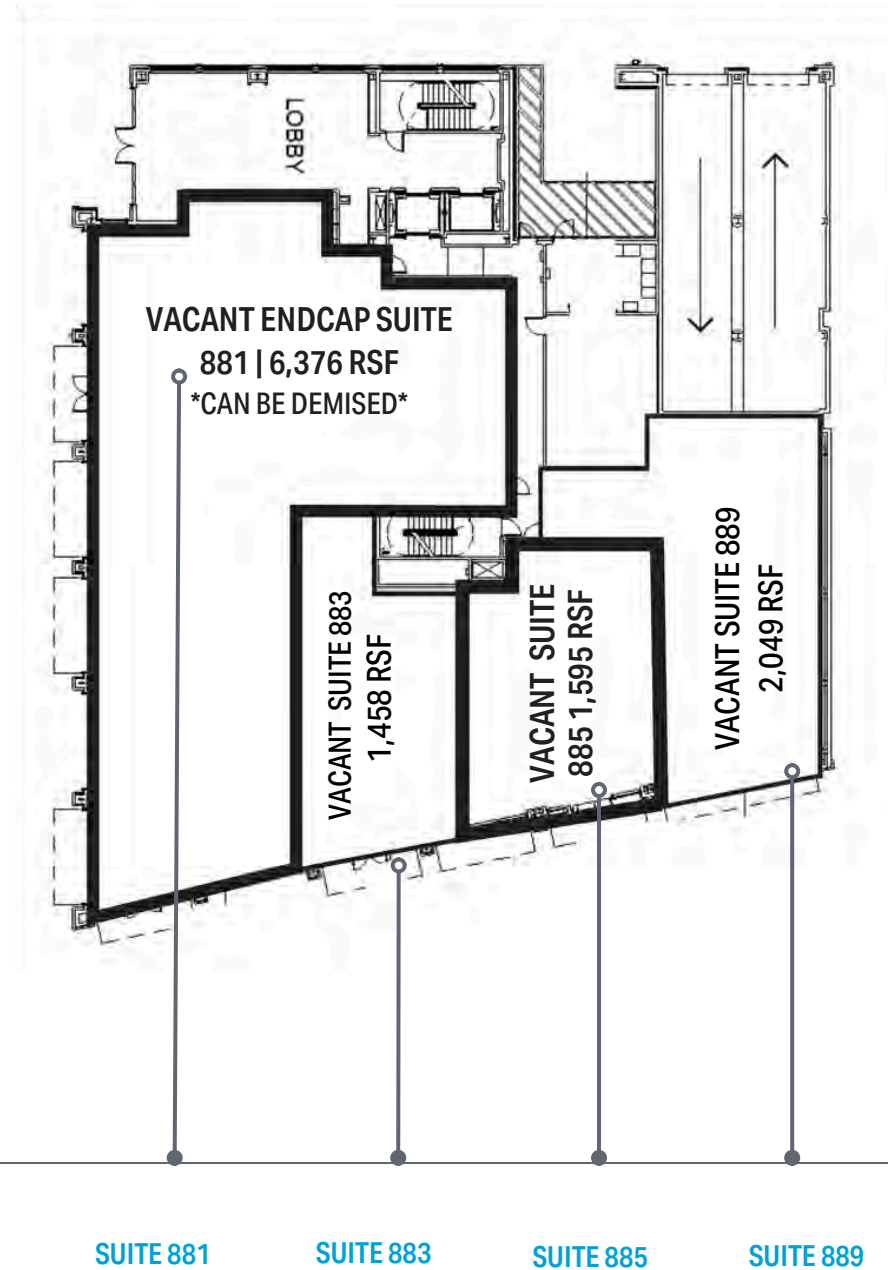 LOBBY
VACANT ENDCAP SUITE
881 | 6,376 RSF
*CAN BE DEMISED*
VACANT SUITE 883
1,458 RSF
VACANT SUITE
885 1,595 RSF
VACANT SUITE 889
2,049 RSF
SUITE 881
SUITE 883
SUITE 885
SUITE 889